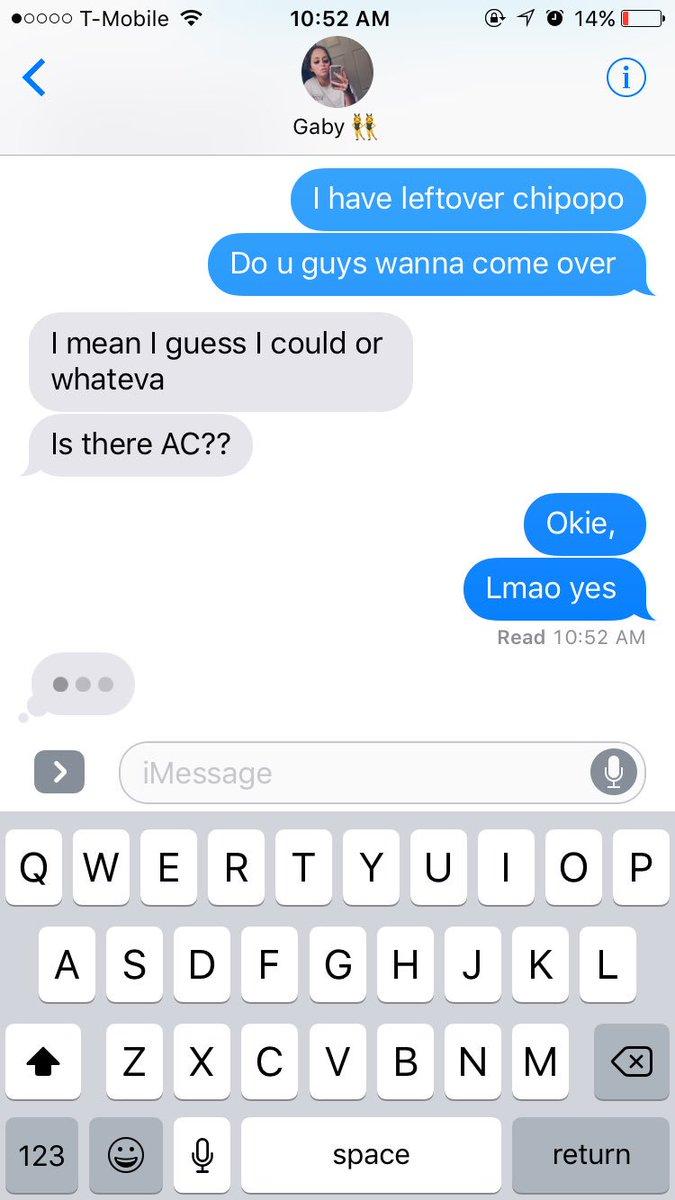 T-Mobile 10:52 AM 14%
i
Gaby 👯
I have leftover chipopo
Do u guys wanna come over
I mean I guess I could or
whateva
Is there AC??
Okie,
Lmao yes
Read 10:52 AM
iMessage
Q W E R T Y U I O P
A S D F G H J K L
Z X C V B N M
123 space return